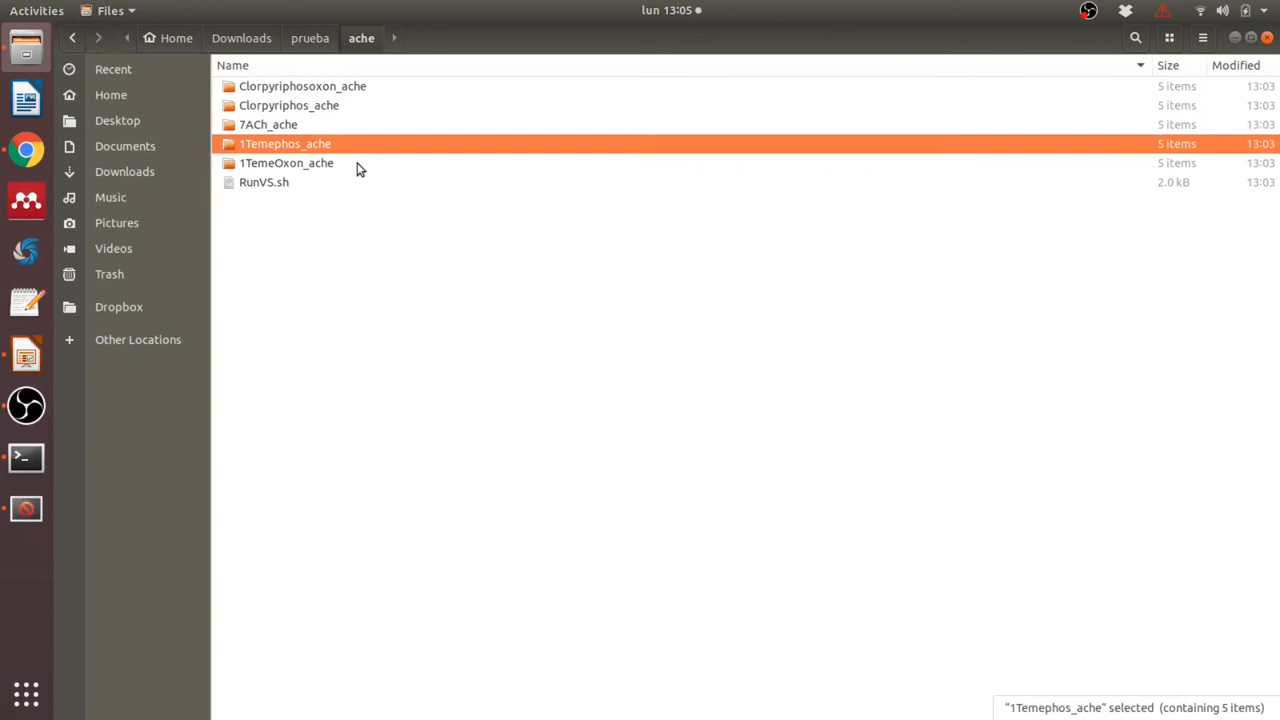 Activities Files lun 13:05
Home Downloads prueba ache
Recent
Home
Desktop
Documents
Downloads
Music
Pictures
Videos
Trash
Dropbox
Other Locations
Name Size Modified
Clorpyriphosoxon_ache 5 items 13:03
Clorpyriphos_ache 5 items 13:03
7ACh_ache 5 items 13:03
1Temephos_ache 5 items 13:03
1TemeOxon_ache 5 items 13:03
RunVS.sh 2.0 kB 13:03
"1Temephos_ache" selected (containing 5 items)